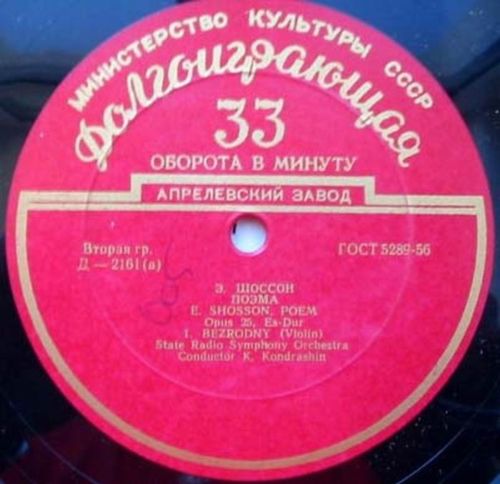 МИНИСТЕРСТВО КУЛЬТУРЫ СССР
Долгоиграющая
33
ОБОРОТА В МИНУТУ
АПРЕЛЕВСКИЙ ЗАВОД
Вторая гр.
Д — 2161 (а)
ГОСТ 5289-56
Э. ШОССОН
ПОЭМА
E. SHOSSON, POEM
Opus 25, Es-Dur
I. BEZRODNY (Violin)
State Radio Symphony Orchestra
Conductor K. Kondrashin